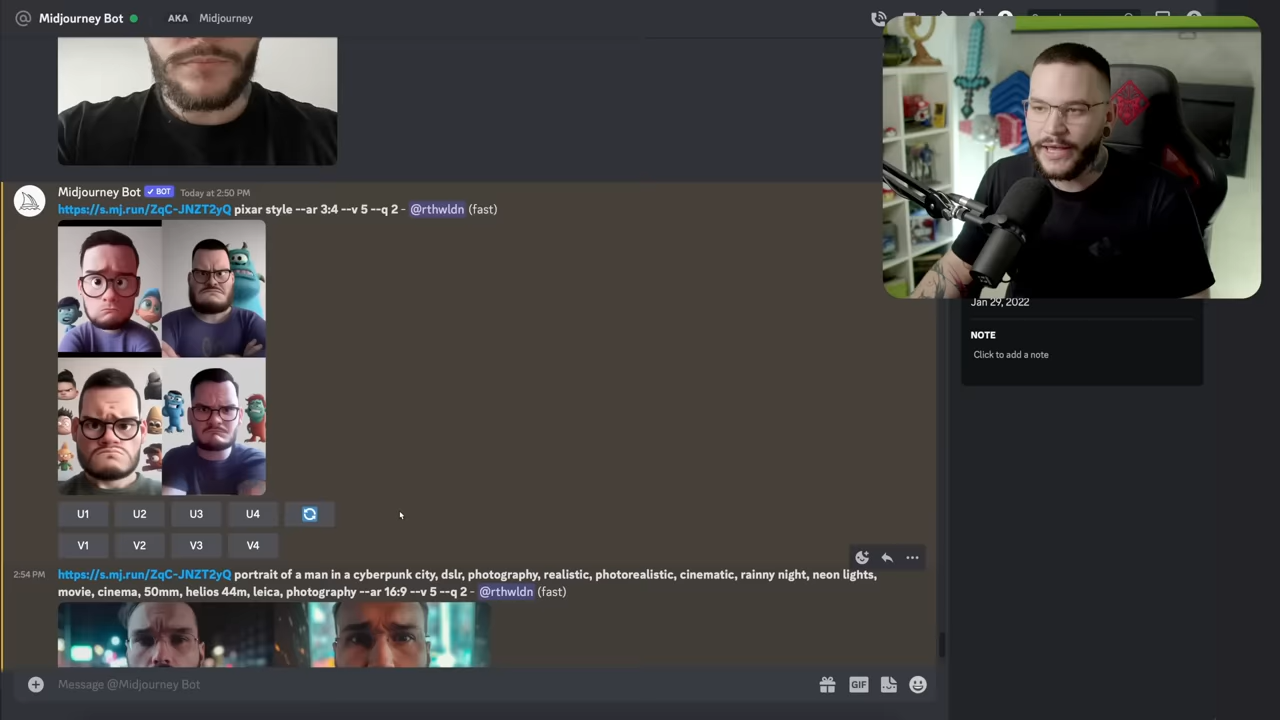 Midjourney Bot AKA Midjourney
Midjourney Bot BOT Today at 2:50 PM
https://s.mj.run/ZqC-JNZT2yQ pixar style --ar 3:4 --v 5 --q 2 - @rthwldn (fast)
Jan 29, 2022
NOTE
Click to add a note
U1 U2 U3 U4
V1 V2 V3 V4
2:54 PM https://s.mj.run/ZqC-JNZT2yQ portrait of a man in a cyberpunk city, dslr, photography, realistic, photorealistic, cinematic, rainny night, neon lights,
movie, cinema, 50mm, helios 44m, leica, photography --ar 16:9 --v 5 --q 2 - @rthwldn (fast)
Message @Midjourney Bot
GIF